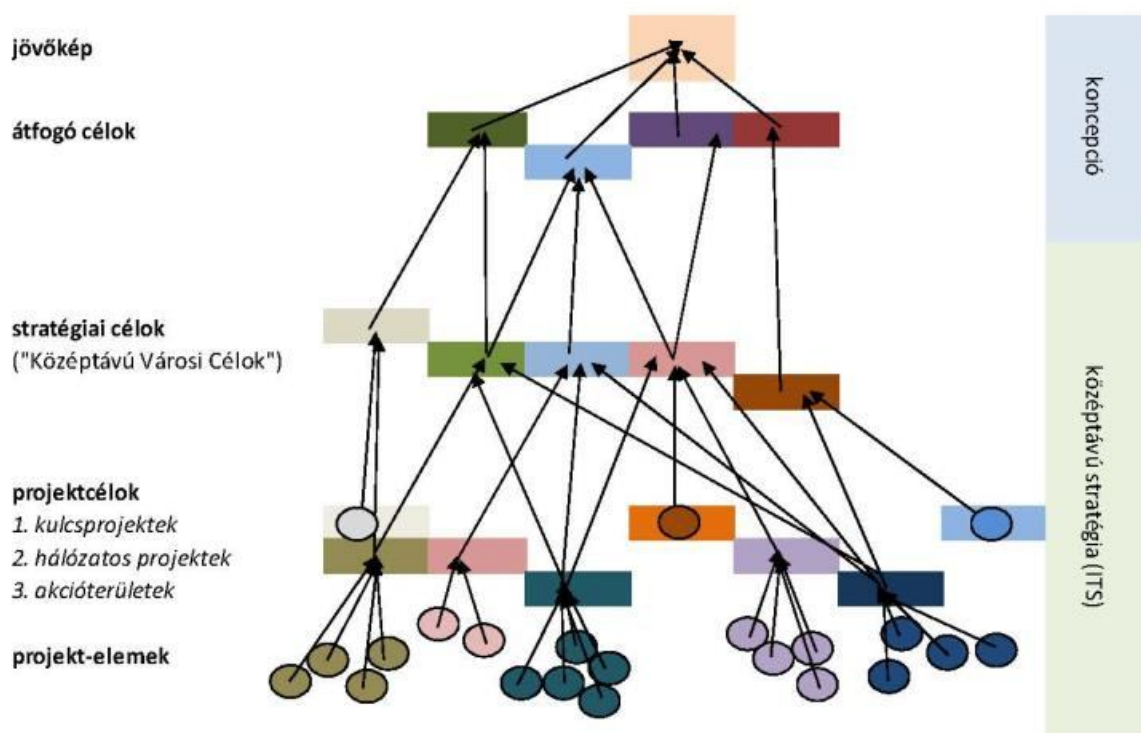 jövőkép
átfogó célok
stratégiai célok
("Középtávú Városi Célok")
projektcélok
1. kulcsprojektek
2. hálózatos projektek
3. akcióterületek
projekt-elemek
koncepció
középtávú stratégia (ITS)